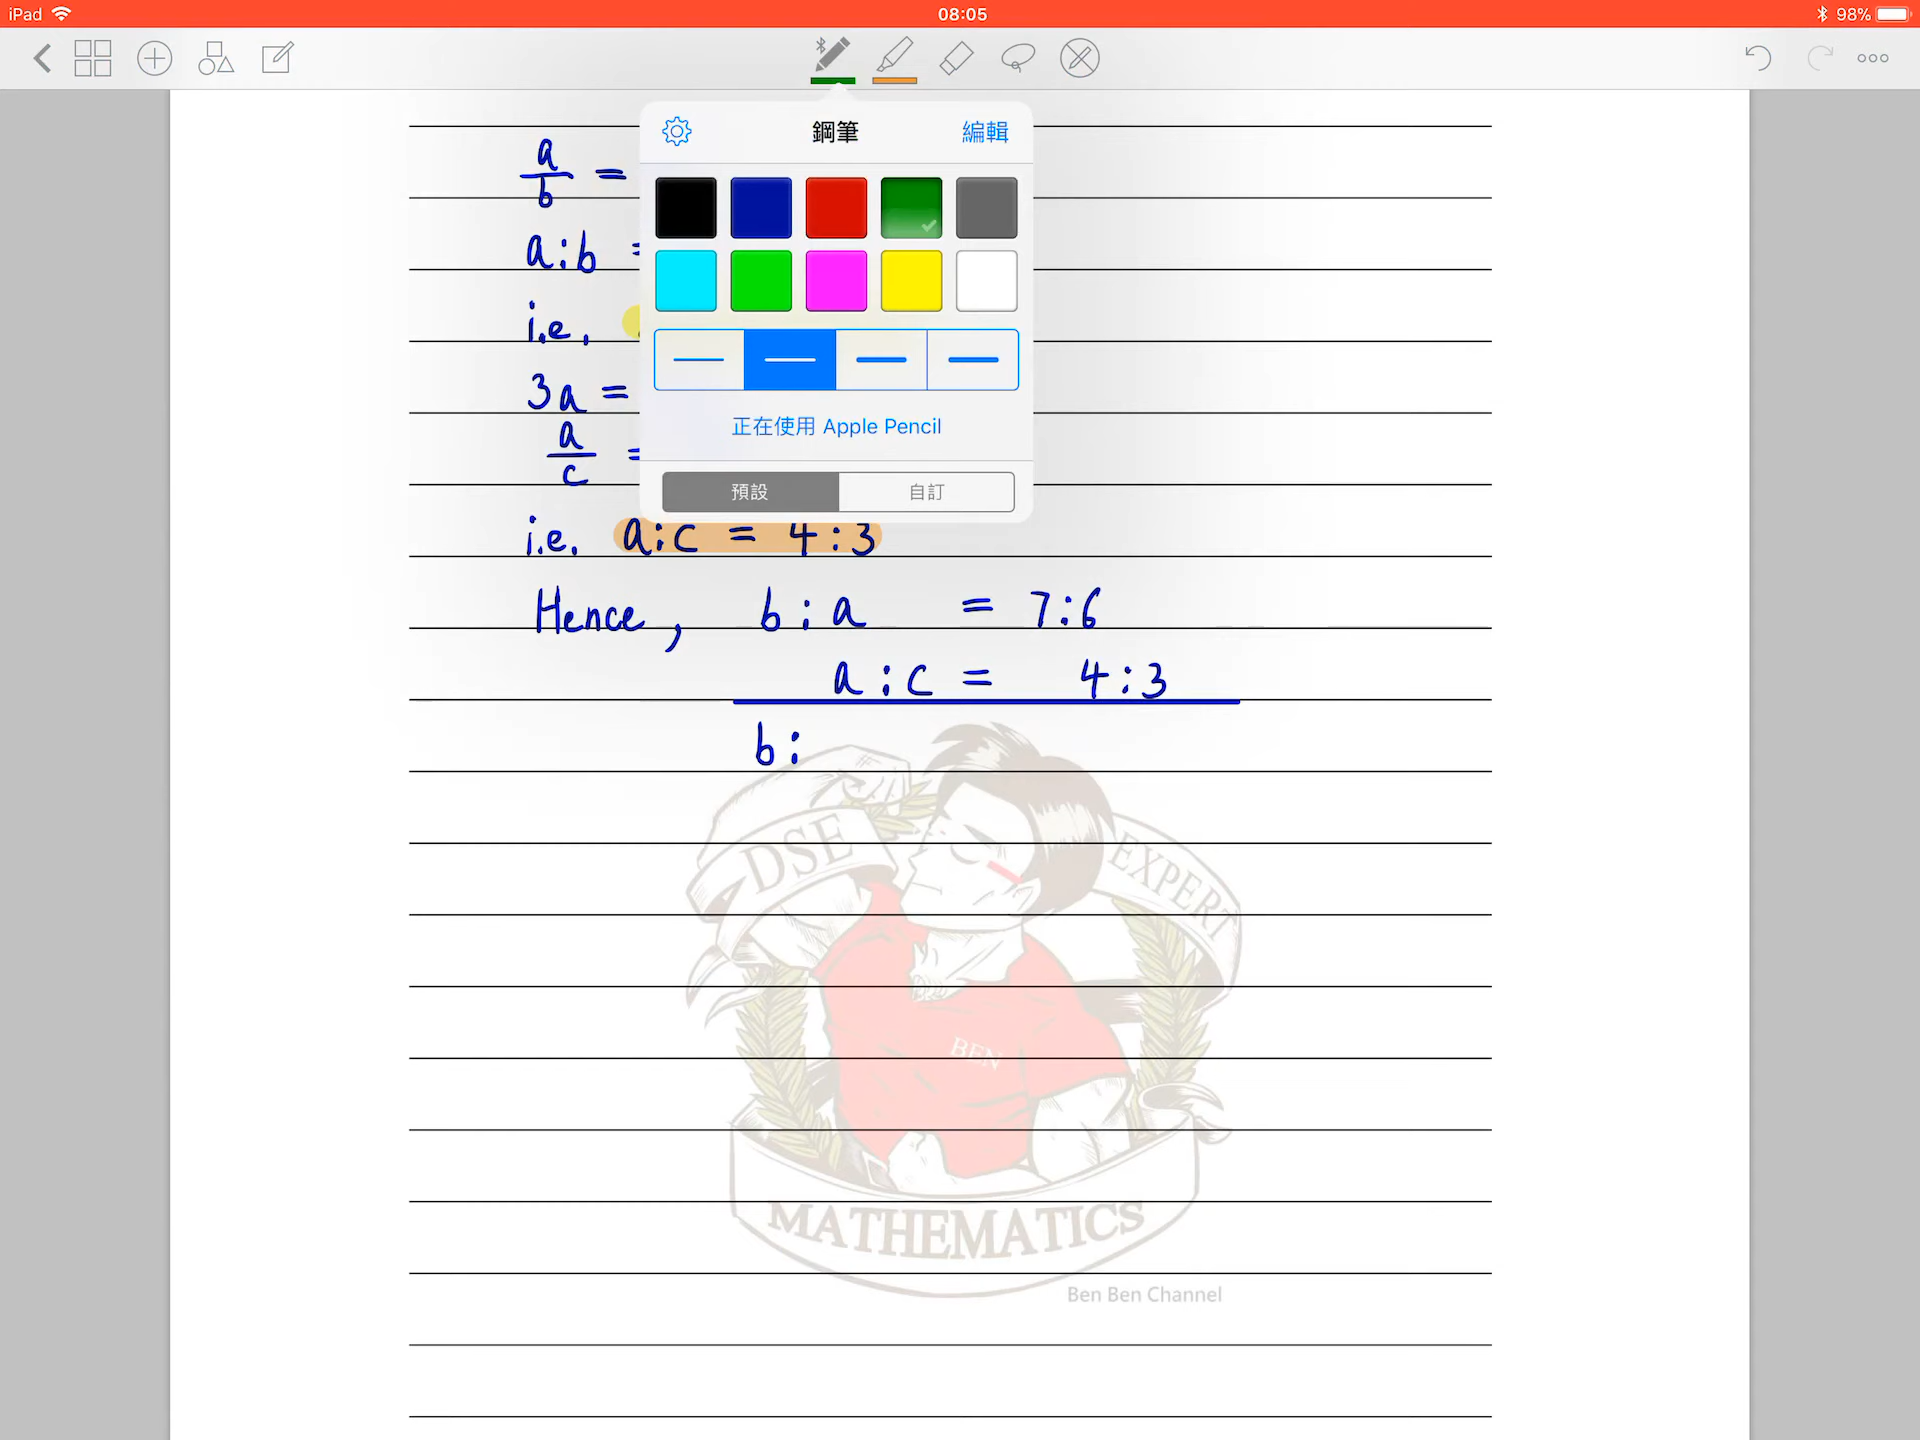 iPad 08:05 98%
鋼筆 編輯
正在使用 Apple Pencil
預設 自訂
a/b =
a:b =
i.e.
3a =
a/c =
i.e. a:c = 4:3
Hence, b:a = 7:6
a:c = 4:3
b:
DSE EXPERT
BEN
MATHEMATICS
Ben Ben Channel